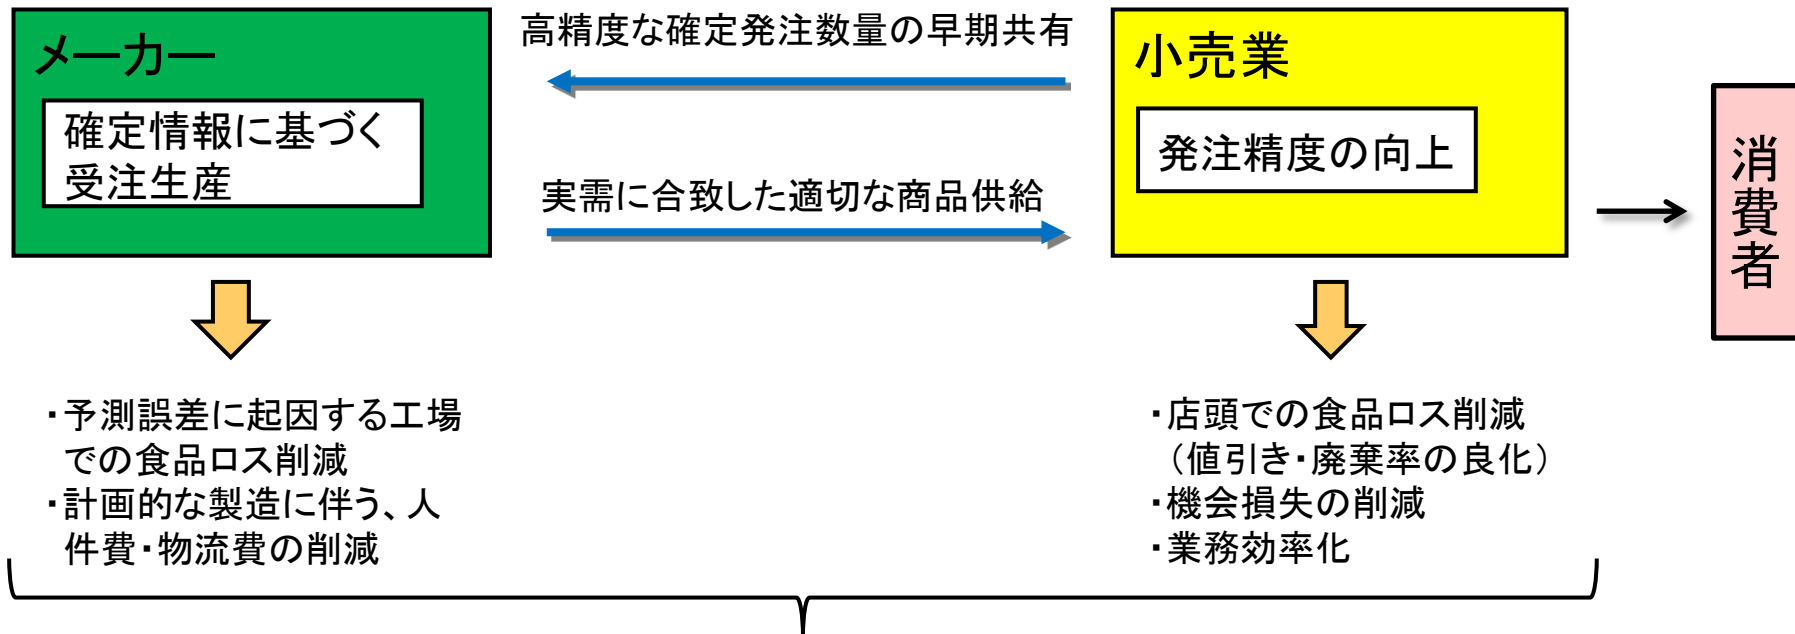 メーカー
確定情報に基づく
受注生産
高精度な確定発注数量の早期共有
実需に合致した適切な商品供給
小売業
発注精度の向上
消費者
・予測誤差に起因する工場
での食品ロス削減
・計画的な製造に伴う、人
件費・物流費の削減
・店頭での食品ロス削減
（値引き・廃棄率の良化）
・機会損失の削減
・業務効率化